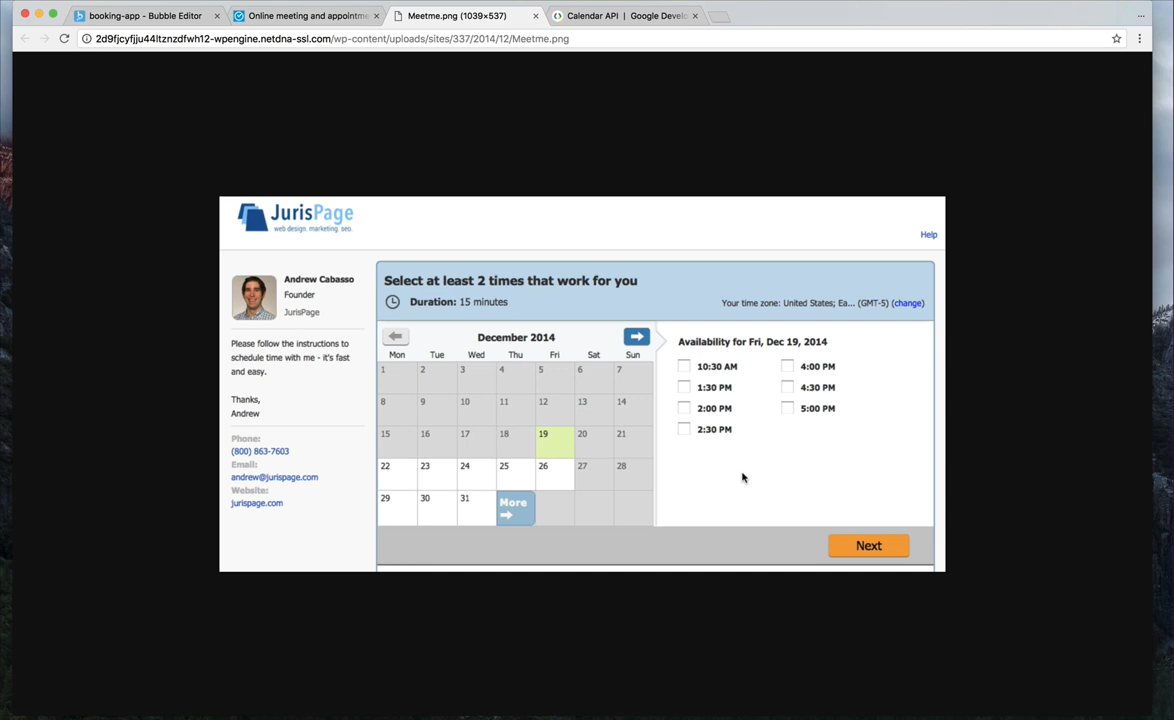 booking-app - Bubble Editor
Online meeting and appointme
Meetme.png (1039×537)
Calendar API | Google Develo
2d9fjcyfjju44ltznzdfwh12-wpengine.netdna-ssl.com/wp-content/uploads/sites/337/2014/12/Meetme.png
JurisPage
web design. marketing. seo.
Help
Andrew Cabasso
Founder
JurisPage
Please follow the instructions to
schedule time with me - it's fast
and easy.
Thanks,
Andrew
Phone:
(800) 863-7603
Email:
andrew@jurispage.com
Website:
jurispage.com
Select at least 2 times that work for you
Duration: 15 minutes
Your time zone: United States; Ea... (GMT-5) (change)
December 2014
Mon Tue Wed Thu Fri Sat Sun
1 2 3 4 5 6 7
8 9 10 11 12 13 14
15 16 17 18 19 20 21
22 23 24 25 26 27 28
29 30 31 More
Availability for Fri, Dec 19, 2014
10:30 AM 4:00 PM
1:30 PM 4:30 PM
2:00 PM 5:00 PM
2:30 PM
Next